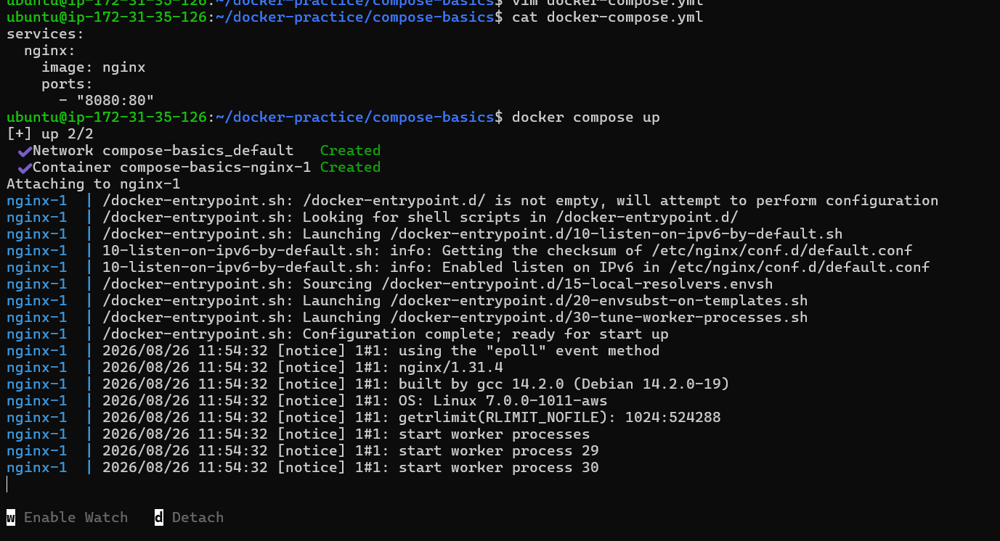 ubuntu@ip-172-31-35-126:~/docker-practice/compose-basics$ vim docker-compose.yml
ubuntu@ip-172-31-35-126:~/docker-practice/compose-basics$ cat docker-compose.yml
services:
  nginx:
    image: nginx
    ports:
      - "8080:80"
ubuntu@ip-172-31-35-126:~/docker-practice/compose-basics$ docker compose up
[+] up 2/2
 ✔Network compose-basics_default   Created
 ✔Container compose-basics-nginx-1 Created
Attaching to nginx-1
nginx-1  | /docker-entrypoint.sh: /docker-entrypoint.d/ is not empty, will attempt to perform configuration
nginx-1  | /docker-entrypoint.sh: Looking for shell scripts in /docker-entrypoint.d/
nginx-1  | /docker-entrypoint.sh: Launching /docker-entrypoint.d/10-listen-on-ipv6-by-default.sh
nginx-1  | 10-listen-on-ipv6-by-default.sh: info: Getting the checksum of /etc/nginx/conf.d/default.conf
nginx-1  | 10-listen-on-ipv6-by-default.sh: info: Enabled listen on IPv6 in /etc/nginx/conf.d/default.conf
nginx-1  | /docker-entrypoint.sh: Sourcing /docker-entrypoint.d/15-local-resolvers.envsh
nginx-1  | /docker-entrypoint.sh: Launching /docker-entrypoint.d/20-envsubst-on-templates.sh
nginx-1  | /docker-entrypoint.sh: Launching /docker-entrypoint.d/30-tune-worker-processes.sh
nginx-1  | /docker-entrypoint.sh: Configuration complete; ready for start up
nginx-1  | 2026/08/26 11:54:32 [notice] 1#1: using the "epoll" event method
nginx-1  | 2026/08/26 11:54:32 [notice] 1#1: nginx/1.31.4
nginx-1  | 2026/08/26 11:54:32 [notice] 1#1: built by gcc 14.2.0 (Debian 14.2.0-19)
nginx-1  | 2026/08/26 11:54:32 [notice] 1#1: OS: Linux 7.0.0-1011-aws
nginx-1  | 2026/08/26 11:54:32 [notice] 1#1: getrlimit(RLIMIT_NOFILE): 1024:524288
nginx-1  | 2026/08/26 11:54:32 [notice] 1#1: start worker processes
nginx-1  | 2026/08/26 11:54:32 [notice] 1#1: start worker process 29
nginx-1  | 2026/08/26 11:54:32 [notice] 1#1: start worker process 30
w Enable Watch   d Detach